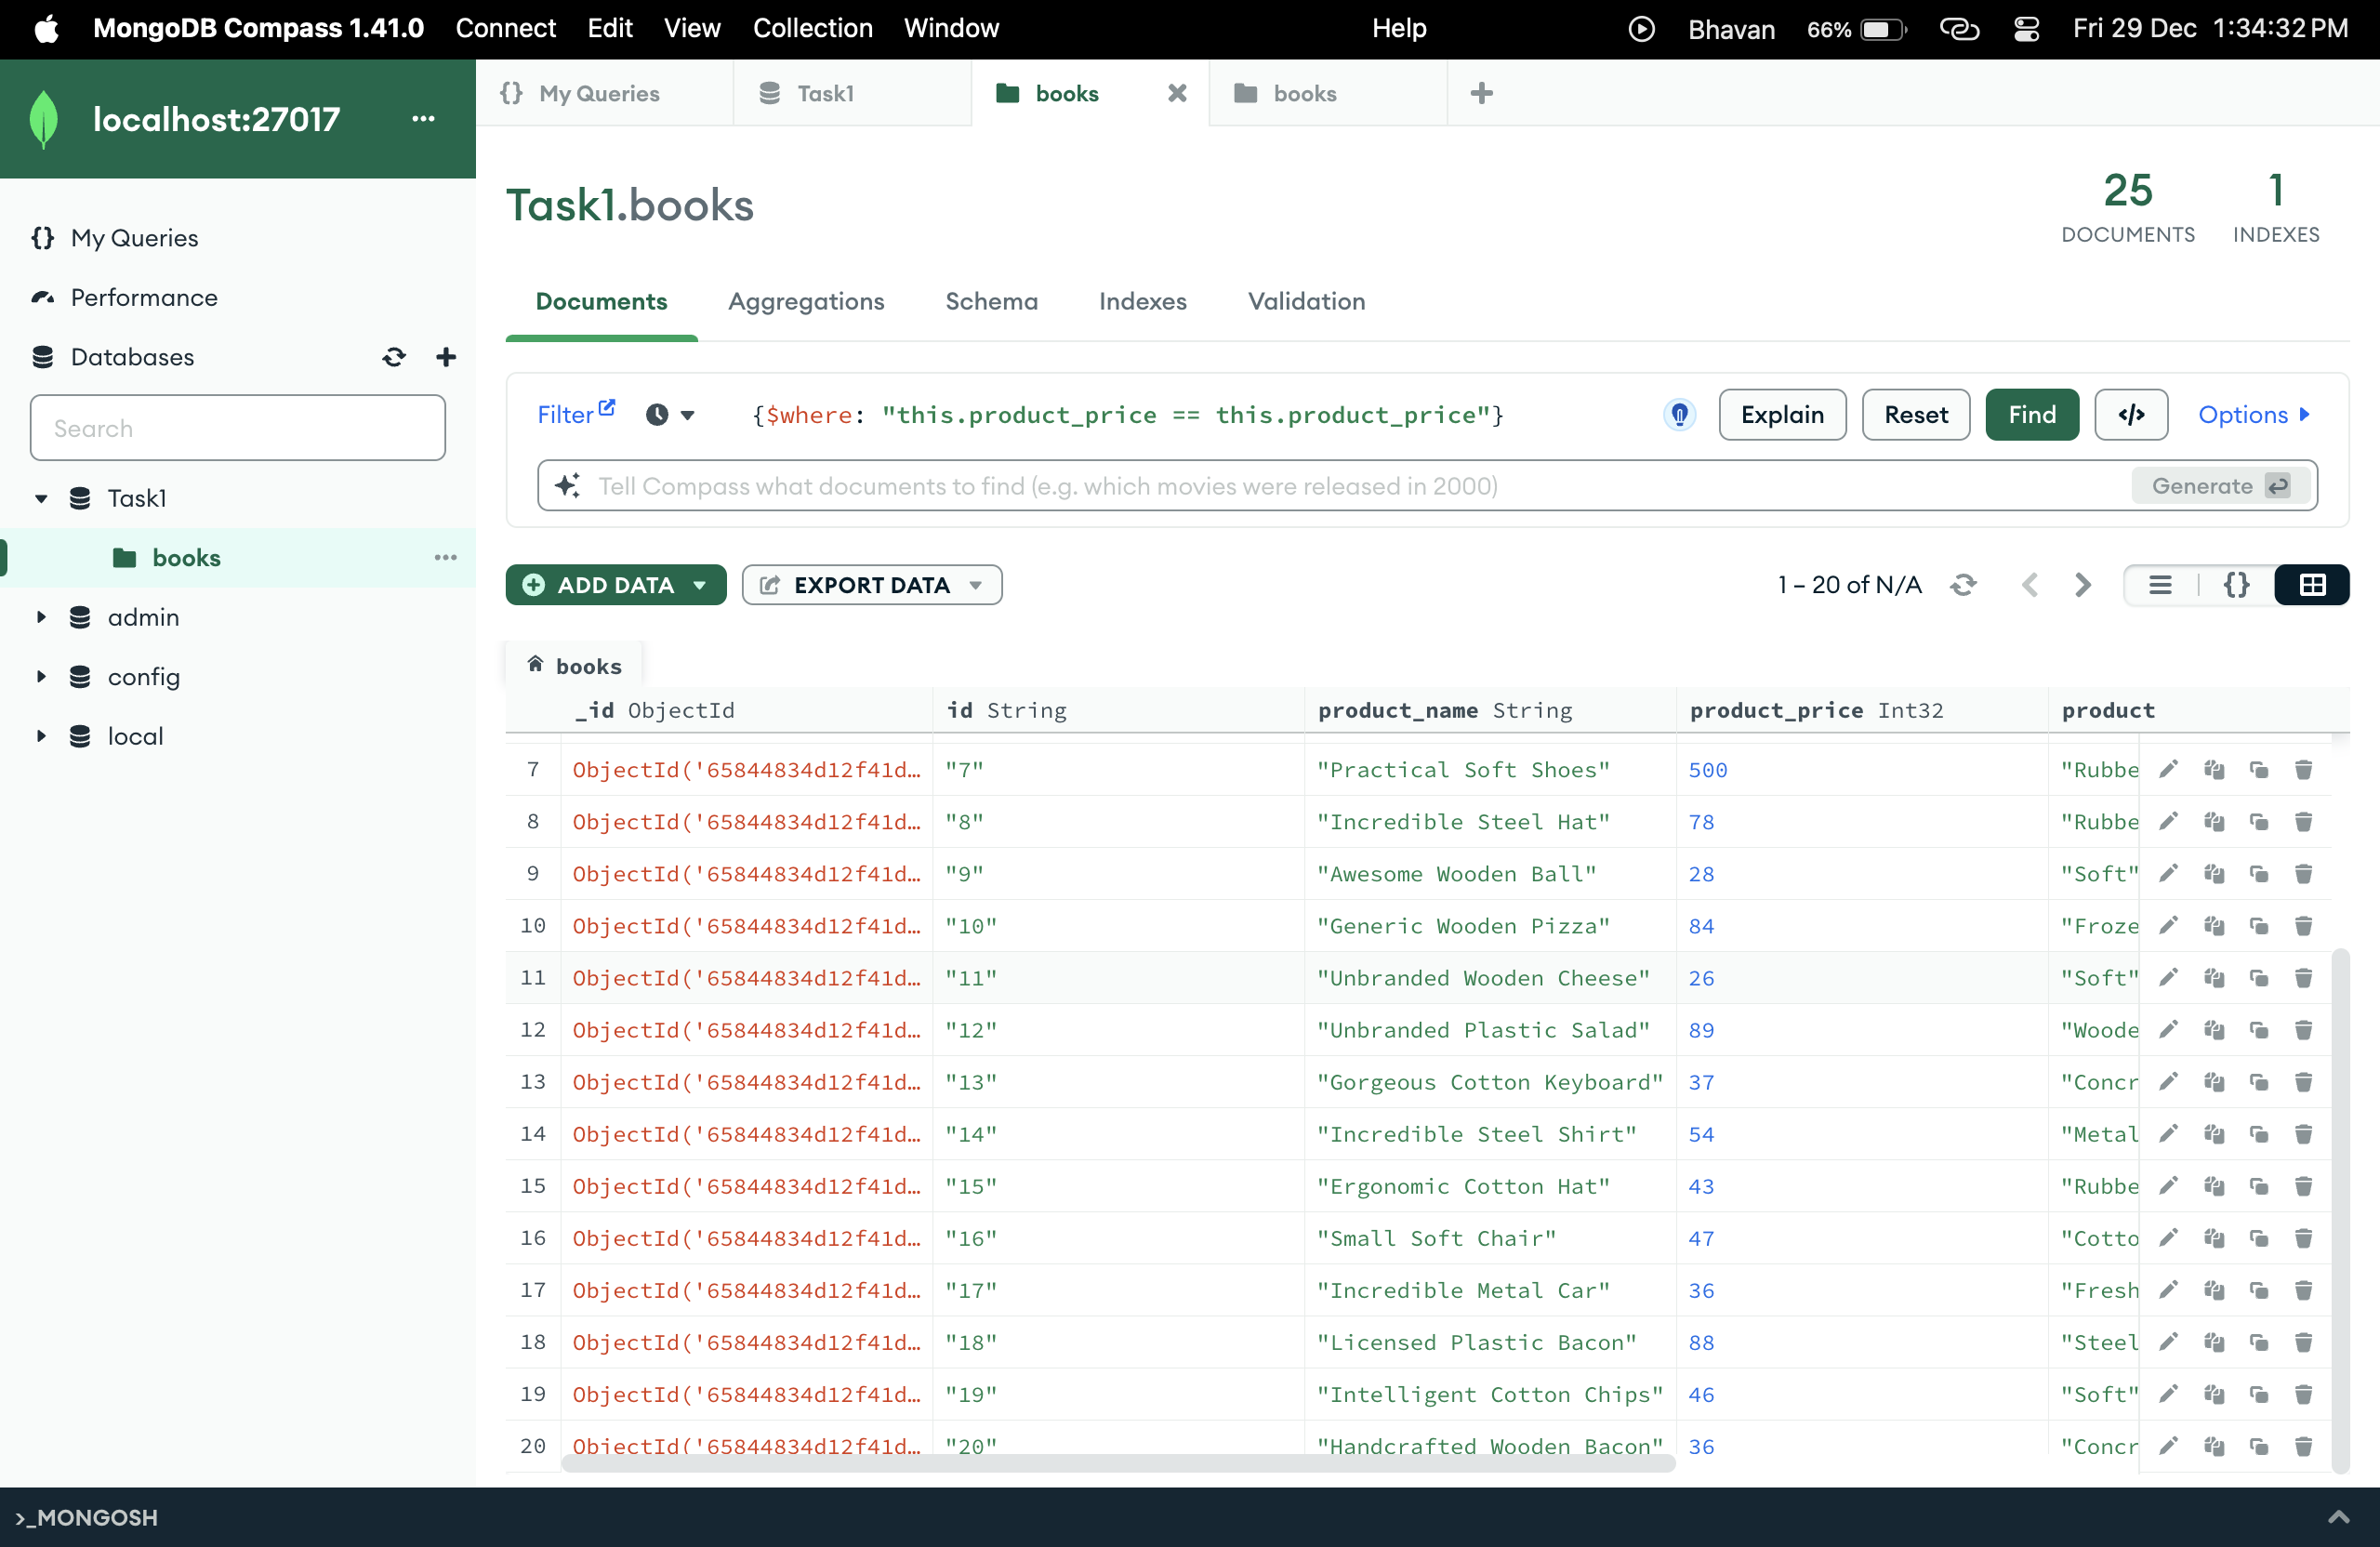 MongoDB Compass 1.41.0 Connect Edit View Collection Window Help Bhavan 66% Fri 29 Dec 1:34:32 PM
localhost:27017 ...
{} My Queries Task1 books books +
Task1.books
25 DOCUMENTS
1 INDEXES
{} My Queries
Performance
Databases
Search
Task1
books
admin
config
local
Documents Aggregations Schema Indexes Validation
Filter {$where: "this.product_price == this.product_price"} Explain Reset Find </> Options
Tell Compass what documents to find (e.g. which movies were released in 2000) Generate
ADD DATA EXPORT DATA 1 – 20 of N/A {}
books
_id ObjectId id String product_name String product_price Int32 product
7 ObjectId('65844834d12f41d… "7" "Practical Soft Shoes" 500 "Rubbe
8 ObjectId('65844834d12f41d… "8" "Incredible Steel Hat" 78 "Rubbe
9 ObjectId('65844834d12f41d… "9" "Awesome Wooden Ball" 28 "Soft"
10 ObjectId('65844834d12f41d… "10" "Generic Wooden Pizza" 84 "Froze
11 ObjectId('65844834d12f41d… "11" "Unbranded Wooden Cheese" 26 "Soft"
12 ObjectId('65844834d12f41d… "12" "Unbranded Plastic Salad" 89 "Woode
13 ObjectId('65844834d12f41d… "13" "Gorgeous Cotton Keyboard" 37 "Concr
14 ObjectId('65844834d12f41d… "14" "Incredible Steel Shirt" 54 "Metal
15 ObjectId('65844834d12f41d… "15" "Ergonomic Cotton Hat" 43 "Rubbe
16 ObjectId('65844834d12f41d… "16" "Small Soft Chair" 47 "Cotto
17 ObjectId('65844834d12f41d… "17" "Incredible Metal Car" 36 "Fresh
18 ObjectId('65844834d12f41d… "18" "Licensed Plastic Bacon" 88 "Steel
19 ObjectId('65844834d12f41d… "19" "Intelligent Cotton Chips" 46 "Soft"
20 ObjectId('65844834d12f41d… "20" "Handcrafted Wooden Bacon" 36 "Concr
>_MONGOSH